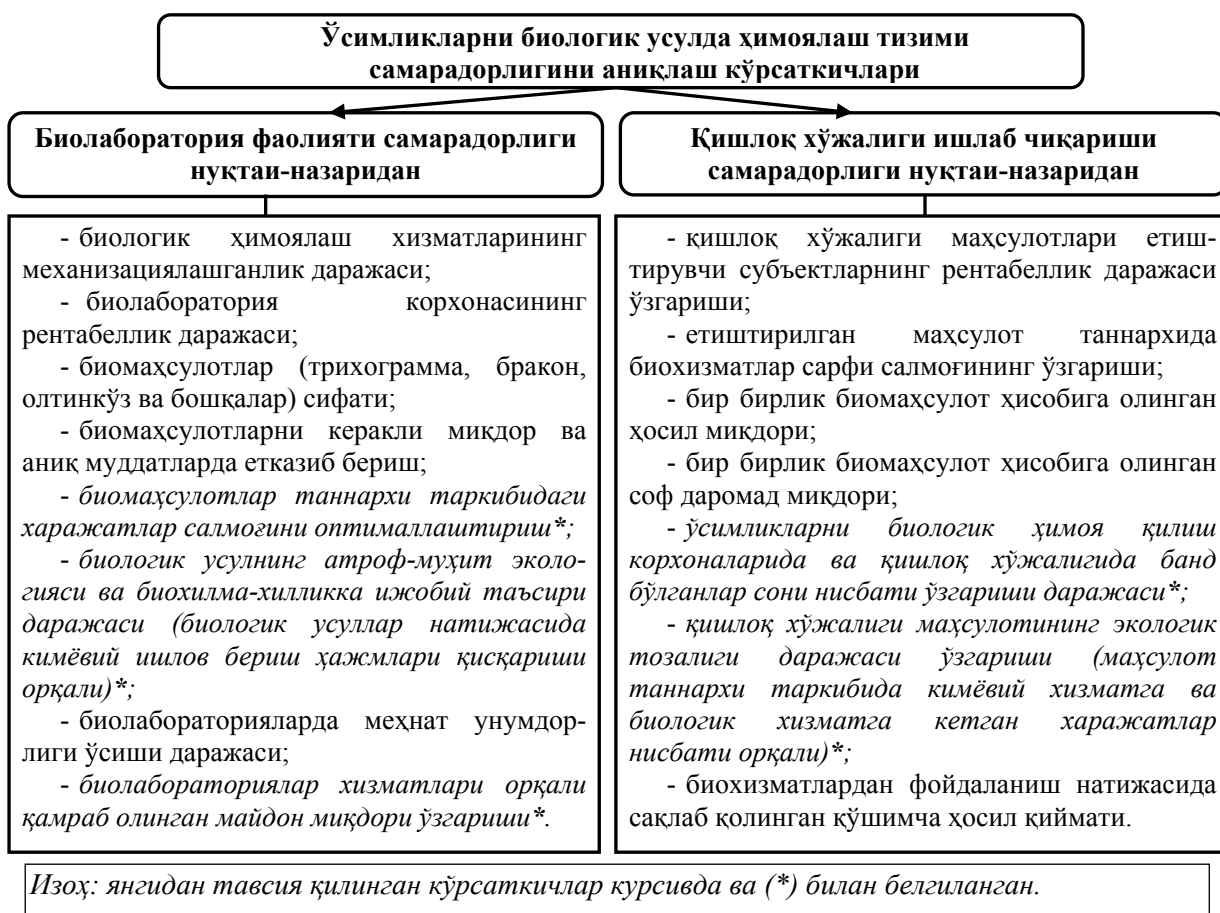 Ўсимликларни биологик усулда ҳимоялаш тизими
самарадорлигини аниқлаш кўрсаткичлари
Биолаборатория фаолияти самарадорлиги
нуқтаи-назаридан
- биологик ҳимоялаш хизматларининг
механизациялашганлик даражаси;
- биолаборатория корхонасининг
рентабеллик даражаси;
- биомаҳсулотлар (трихограмма, бракон,
олтинкўз ва бошқалар) сифати;
- биомаҳсулотларни керакли миқдор ва
аниқ муддатларда етказиб бериш;
- биомаҳсулотлар таннархи таркибидаги
харажатлар салмоғини оптималлаштириш*;
- биологик усулнинг атроф-муҳит эколо-
гияси ва биохилма-хилликка ижобий таъсири
даражаси (биологик усуллар натижасида
кимёвий ишлов бериш ҳажмлари қисқариши
орқали)*;
- биолабораторияларда меҳнат унумдор-
лиги ўсиши даражаси;
- биолабораториялар хизматлари орқали
қамраб олинган майдон миқдори ўзгариши*.
Қишлоқ хўжалиги ишлаб чиқариши
самарадорлиги нуқтаи-назаридан
- қишлоқ хўжалиги маҳсулотлари етиш-
тирувчи субъектларнинг рентабеллик даражаси
ўзгариши;
- етиштирилган маҳсулот таннархида
биохизматлар сарфи салмоғининг ўзгариши;
- бир бирлик биомаҳсулот ҳисобига олинган
ҳосил миқдори;
- бир бирлик биомаҳсулот ҳисобига олинган
соф даромад миқдори;
- ўсимликларни биологик ҳимоя қилиш
корхоналарида ва қишлоқ хўжалигида банд
бўлганлар сони нисбати ўзгариши даражаси*;
- қишлоқ хўжалиги маҳсулотининг экологик
тозалиги даражаси ўзгариши (маҳсулот
таннархи таркибида кимёвий хизматга ва
биологик хизматга кетган харажатлар
нисбати орқали)*;
- биохизматлардан фойдаланиш натижасида
сақлаб қолинган қўшимча ҳосил қиймати.
Изоҳ: янгидан тавсия қилинган кўрсаткичлар курсивда ва (*) билан белгиланган.